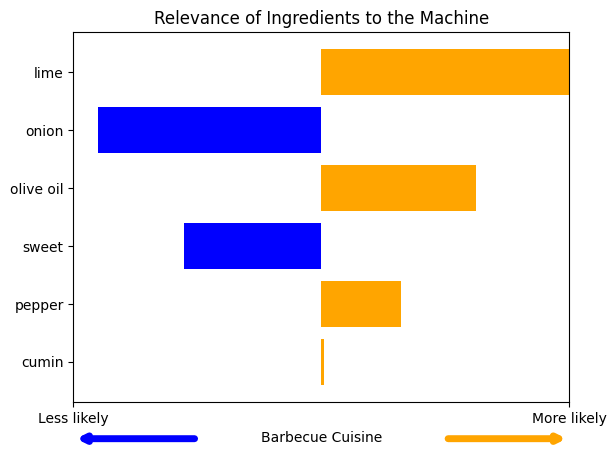 Relevance of Ingredients to the Machine
lime
onion
olive oil
sweet
pepper
cumin
Less likely
More likely
Barbecue Cuisine